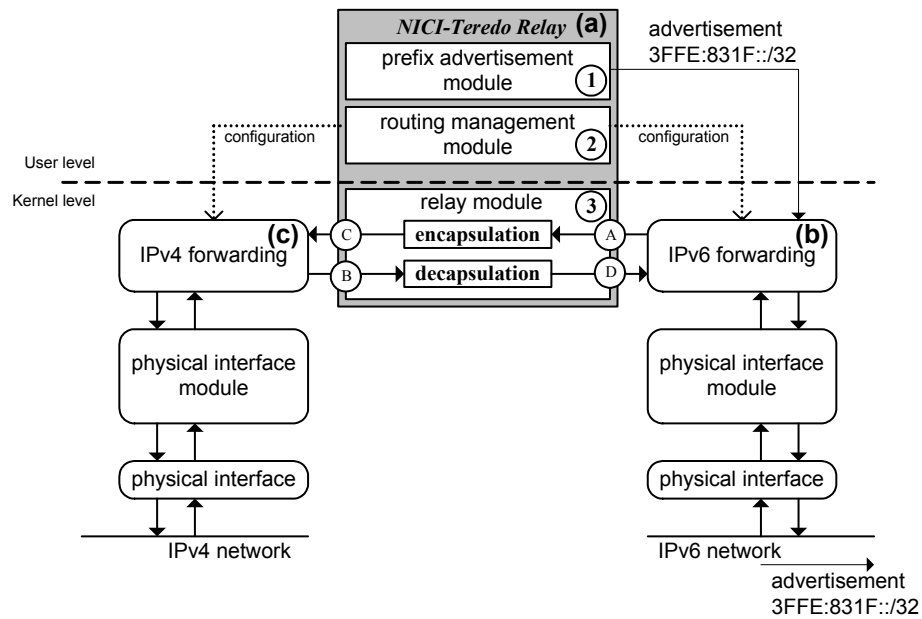 NICI-Teredo Relay (a)
advertisement
3FFE:831F::/32
prefix advertisement
module
1
routing management
module
2
configuration
configuration
User level
Kernel level
relay module
3
IPv4 forwarding
(c)
C
encapsulation
A
B
decapsulation
D
IPv6 forwarding
(b)
physical interface
module
physical interface
module
physical interface
physical interface
IPv4 network
IPv6 network
advertisement
3FFE:831F::/32